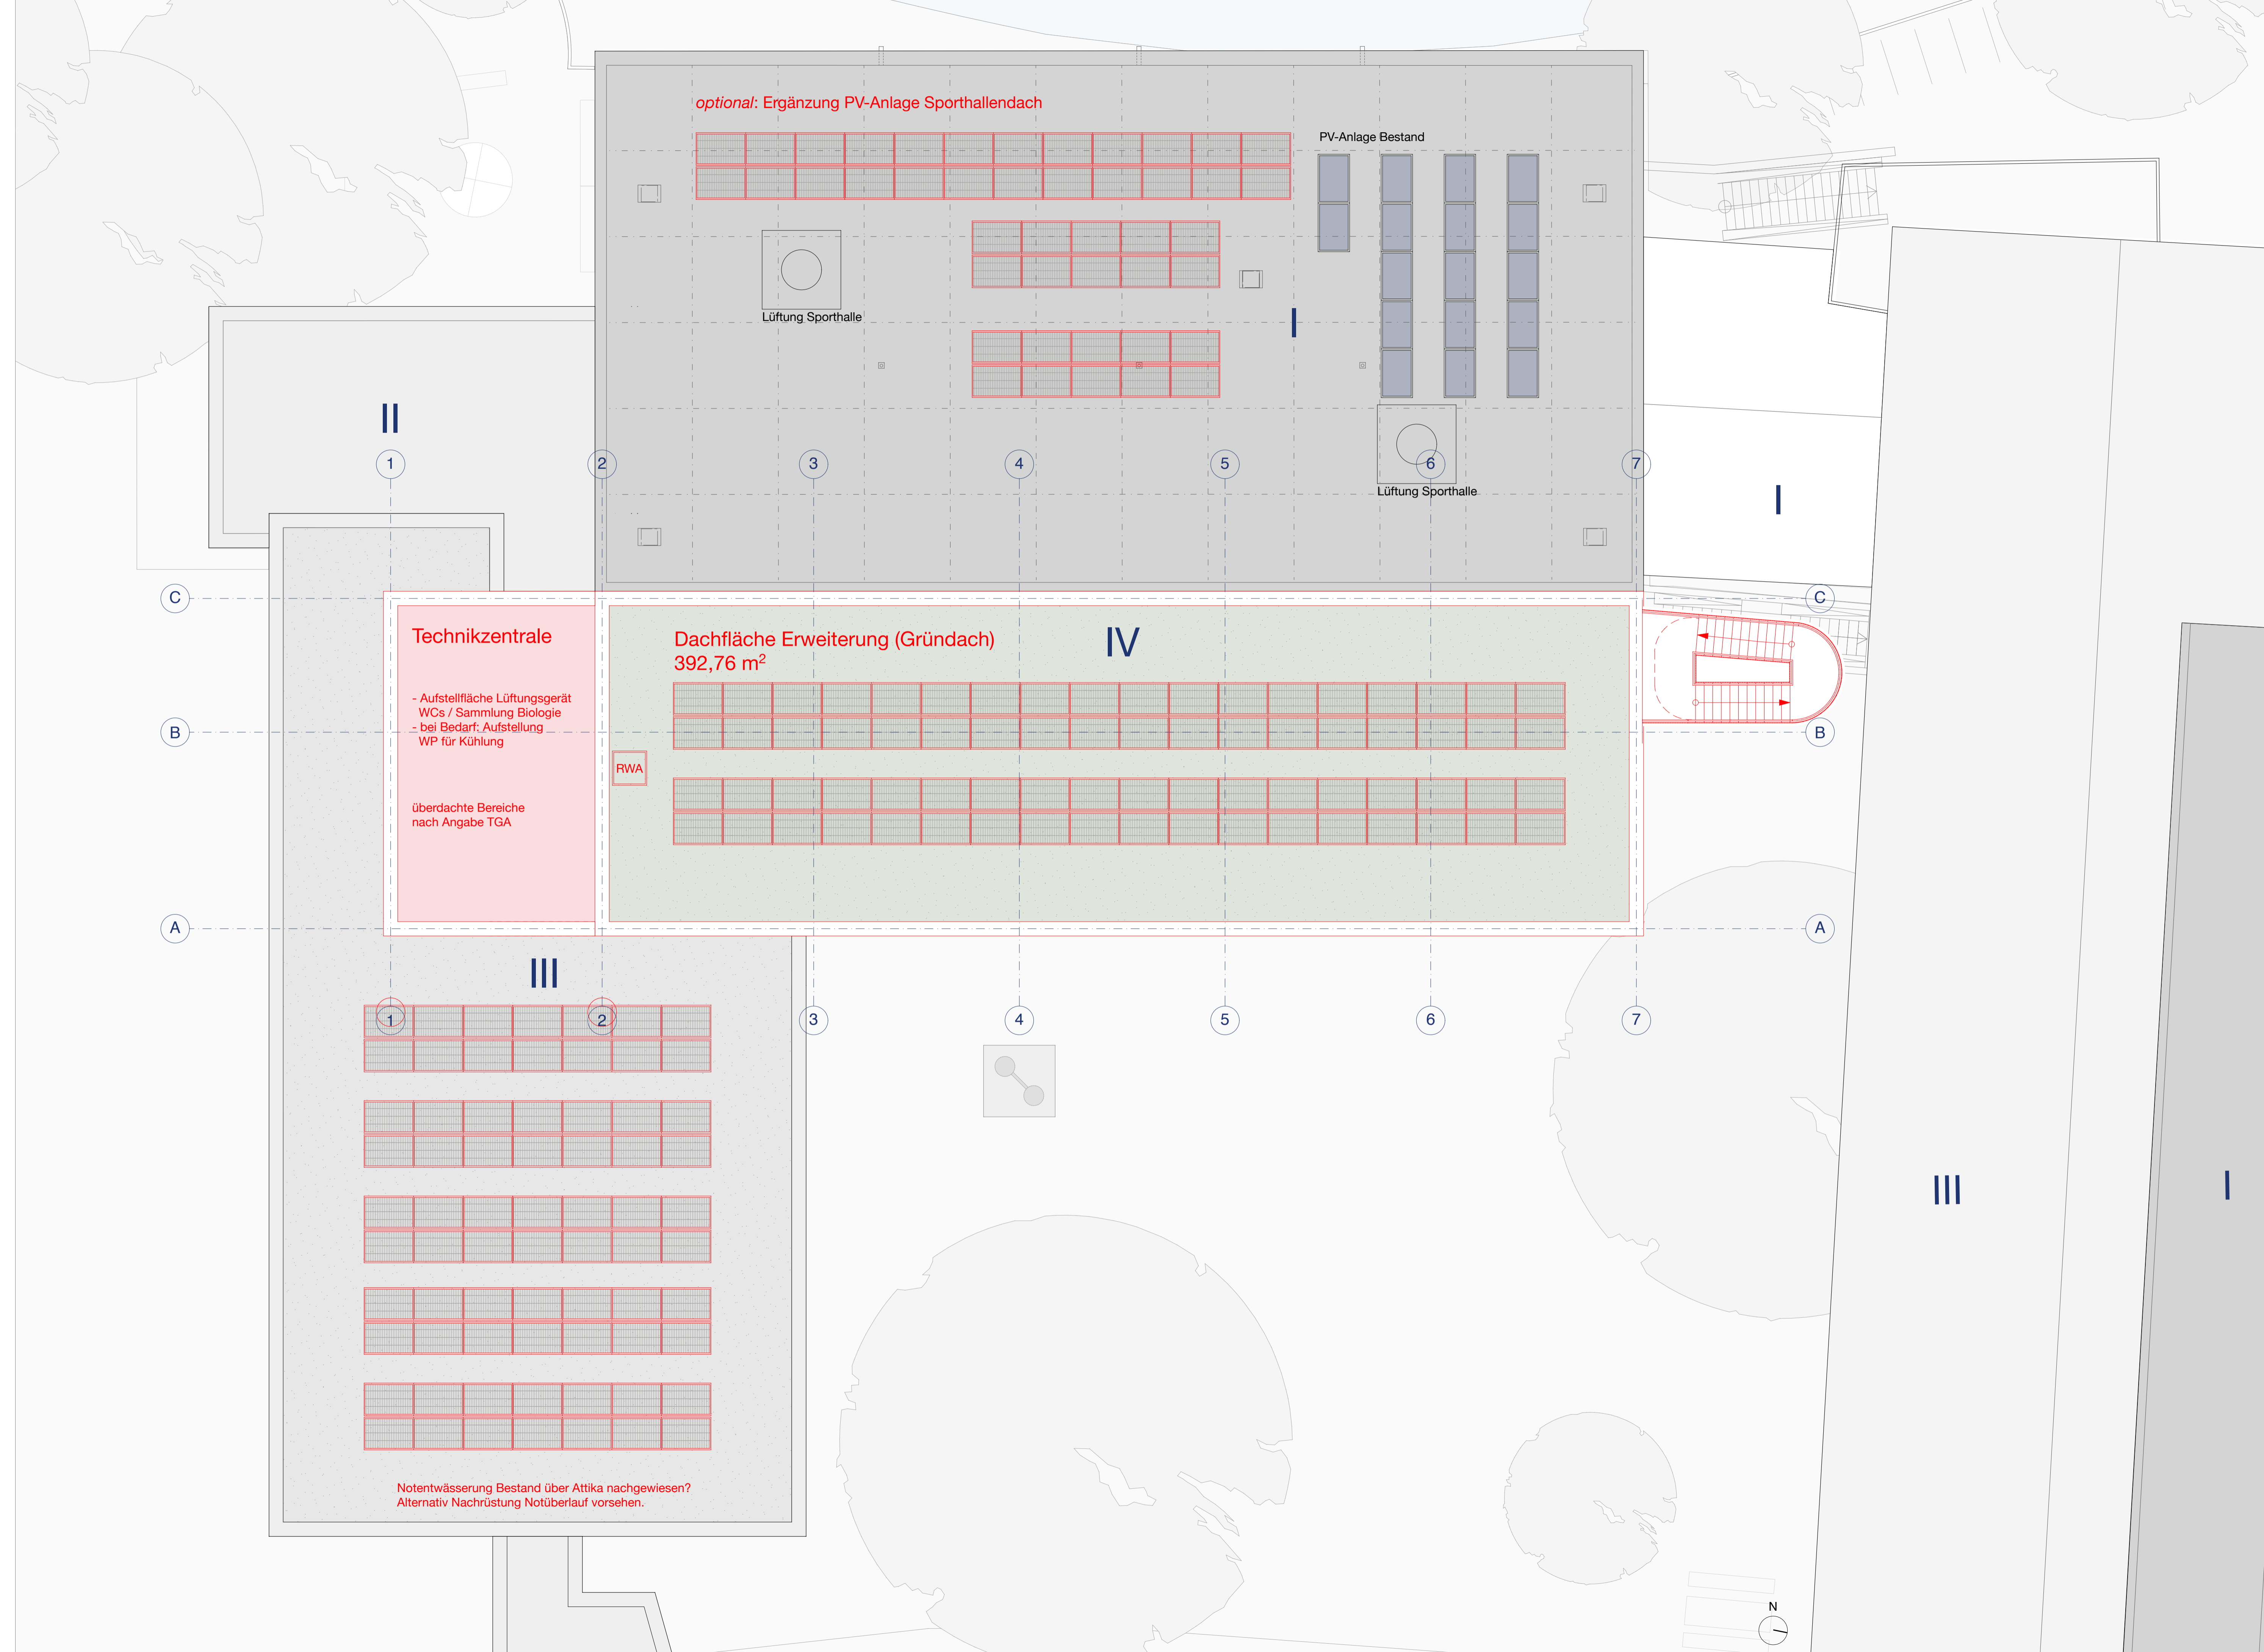 optional: Ergänzung PV-Anlage Sporthallendach
PV-Anlage Bestand
Lüftung Sporthalle
I
II
1
2
3
4
5
6
7
Lüftung Sporthalle
I
C
C
Technikzentrale
Dachfläche Erweiterung (Gründach)
392,76 m²
IV
- Aufstellfläche Lüftungsgerät
WCs / Sammlung Biologie
- bei Bedarf: Aufstellung
WP für Kühlung
B
B
RWA
überdachte Bereiche
nach Angabe TGA
A
A
III
1
2
3
4
5
6
7
III
I
Notentwässerung Bestand über Attika nachgewiesen?
Alternativ Nachrüstung Notüberlauf vorsehen.
N